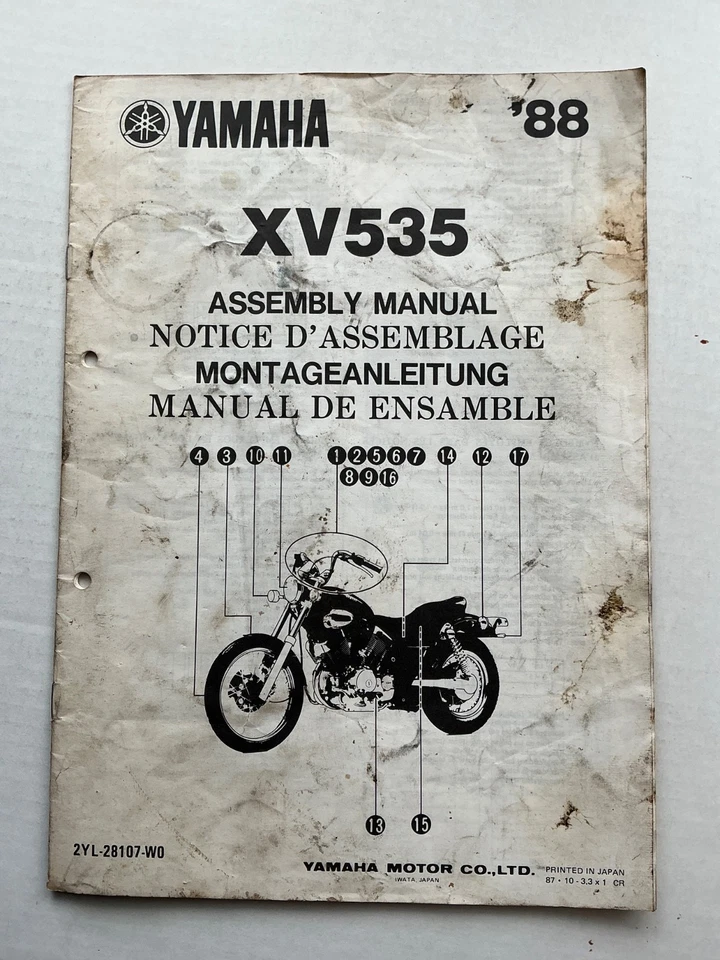 YAMAHA '88
XV535
ASSEMBLY MANUAL
NOTICE D'ASSEMBLAGE
MONTAGEANLEITUNG
MANUAL DE ENSAMBLE
4 3 10 11 1 2 5 6 7 14 12 17
8 9 16
13 15
2YL-28107-W0
YAMAHA MOTOR CO.,LTD.
IWATA, JAPAN
PRINTED IN JAPAN
87 · 10 - 3.3 x 1 CR